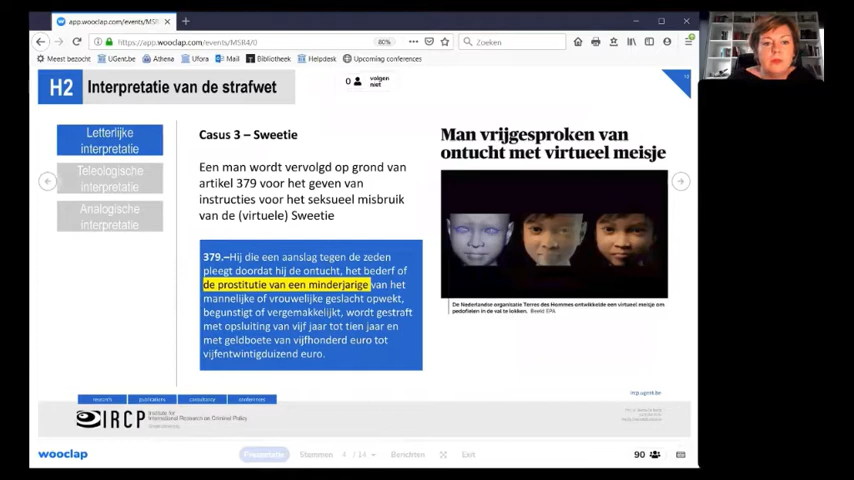 app.wooclap.com/events/MSR4
https://app.wooclap.com/events/MSR4/0
80%
Zoeken
Meest bezocht
UGent.be
Athena
Ufora
Mail
Bibliotheek
Helpdesk
Upcoming conferences
H2
Interpretatie van de strafwet
0
volgen
niet
Letterlijke
interpretatie
Teleologische
interpretatie
Analogische
interpretatie
Casus 3 – Sweetie
Een man wordt vervolgd op grond van
artikel 379 voor het geven van
instructies voor het seksueel misbruik
van de (virtuele) Sweetie
379.–Hij die een aanslag tegen de zeden
pleegt doordat hij de ontucht, het bederf of
de prostitutie van een minderjarige van het
mannelijke of vrouwelijke geslacht opwekt,
begunstigt of vergemakkelijkt, wordt gestraft
met opsluiting van vijf jaar tot tien jaar en
met geldboete van vijfhonderd euro tot
vijfentwintigduizend euro.
Man vrijgesproken van
ontucht met virtueel meisje
De Nederlandse organisatie Terres des Hommes ontwikkelde een virtueel meisje om
pedofielen in de val te lokken. Beeld EPA
research
publications
consultancy
conferences
ircp.ugent.be
IRCP
Institute for
International Research on Criminal Policy
wooclap
Presentatie
Stemmen
4 / 14
Berichten
Exit
90